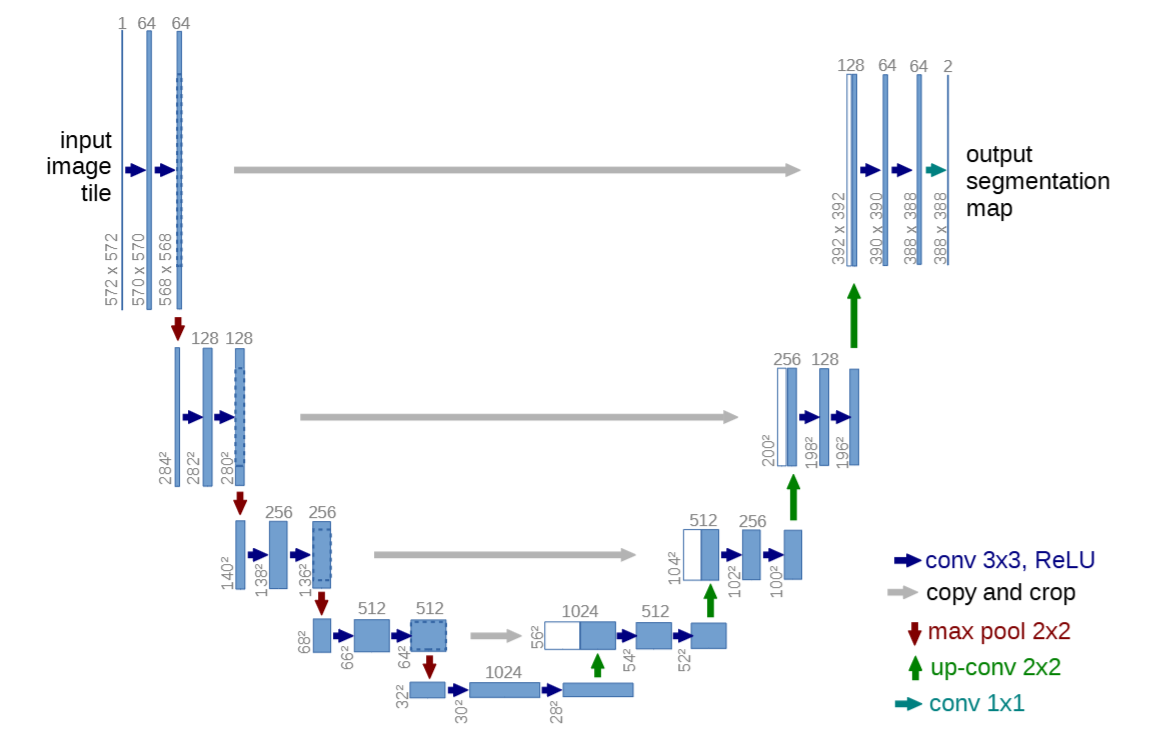 1 64 64
128 64 64 2
input
image
tile
572 x 572
570 x 570
568 x 568
392 x 392
390 x 390
388 x 388
388 x 388
output
segmentation
map
128 128
284²
282²
280²
256 128
200²
198²
196²
256 256
140²
138²
136²
512 256
104²
102²
100²
512 512
68²
66²
64²
1024 512
56²
54²
52²
1024
32²
30²
28²
conv 3x3, ReLU
copy and crop
max pool 2x2
up-conv 2x2
conv 1x1